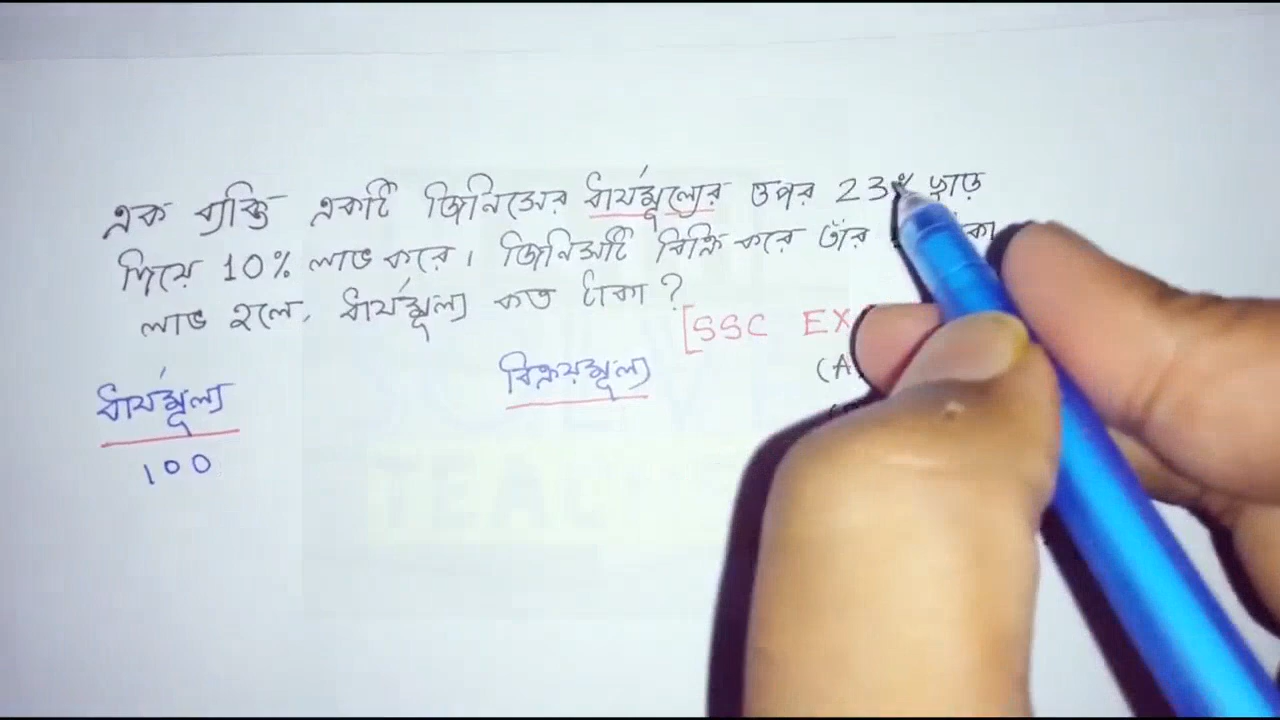 এক ব্যক্তি একটি জিনিসের ধার্যমূল্যের উপর 23% ছাড়
দিয়ে 10% লাভ করে। জিনিসটি বিক্রি করে তাঁর
লাভ হলে, ধার্যমূল্য কত টাকা ?
[SSC EX
ধার্যমূল্য
বিক্রয়মূল্য
(A
100